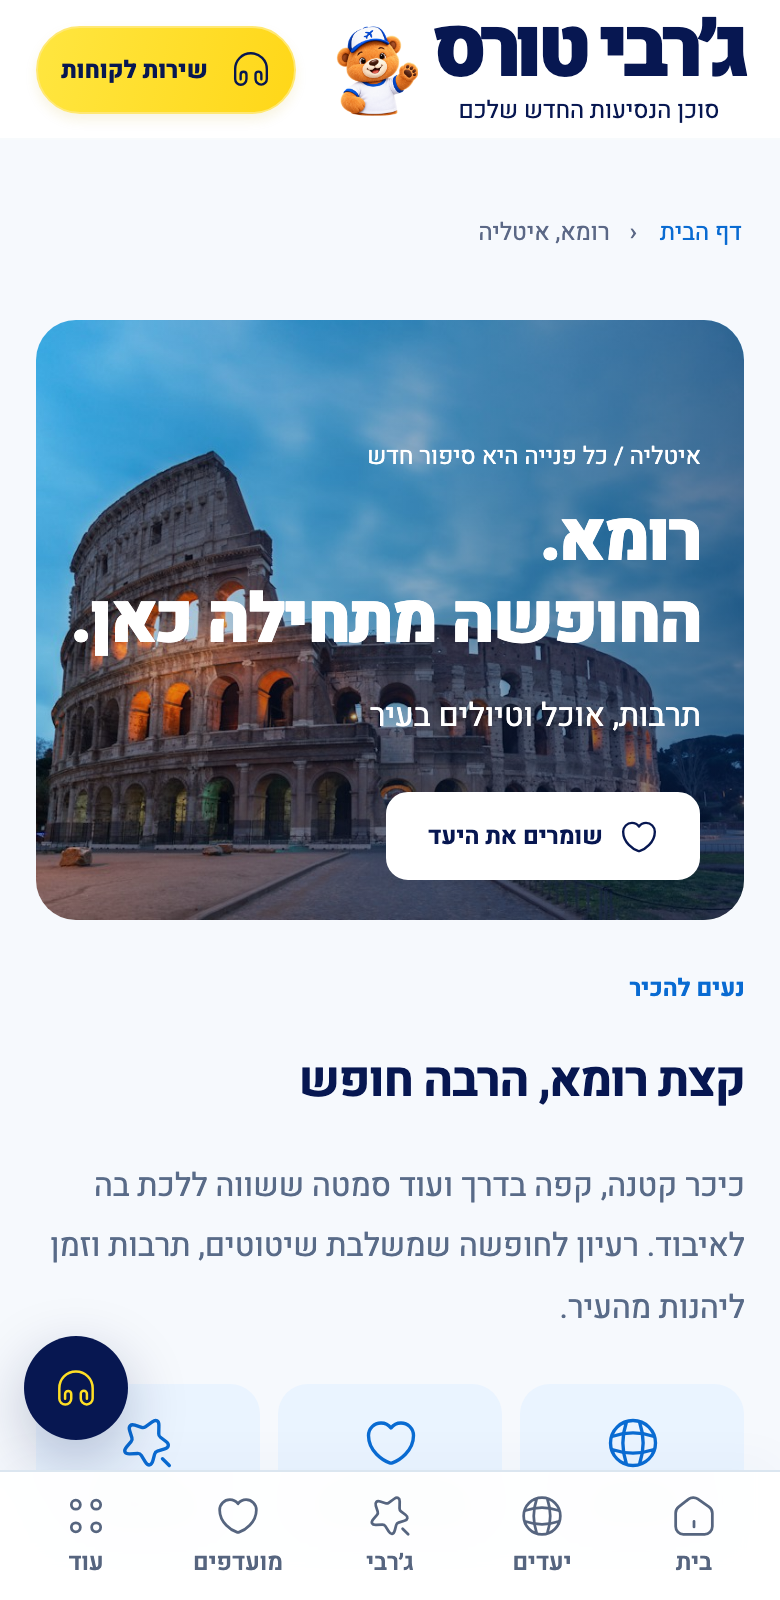 ג'רבי טורס
סוכן הנסיעות החדש שלכם
שירות לקוחות
דף הבית › רומא, איטליה
איטליה / כל פנייה היא סיפור חדש
רומא.
החופשה מתחילה כאן.
תרבות, אוכל וטיולים בעיר
שומרים את היעד
נעים להכיר
קצת רומא, הרבה חופש
כיכר קטנה, קפה בדרך ועוד סמטה ששווה ללכת בה
לאיבוד. רעיון לחופשה שמשלבת שיטוטים, תרבות וזמן
ליהנות מהעיר.
בית
יעדים
ג'רבי
מועדפים
עוד